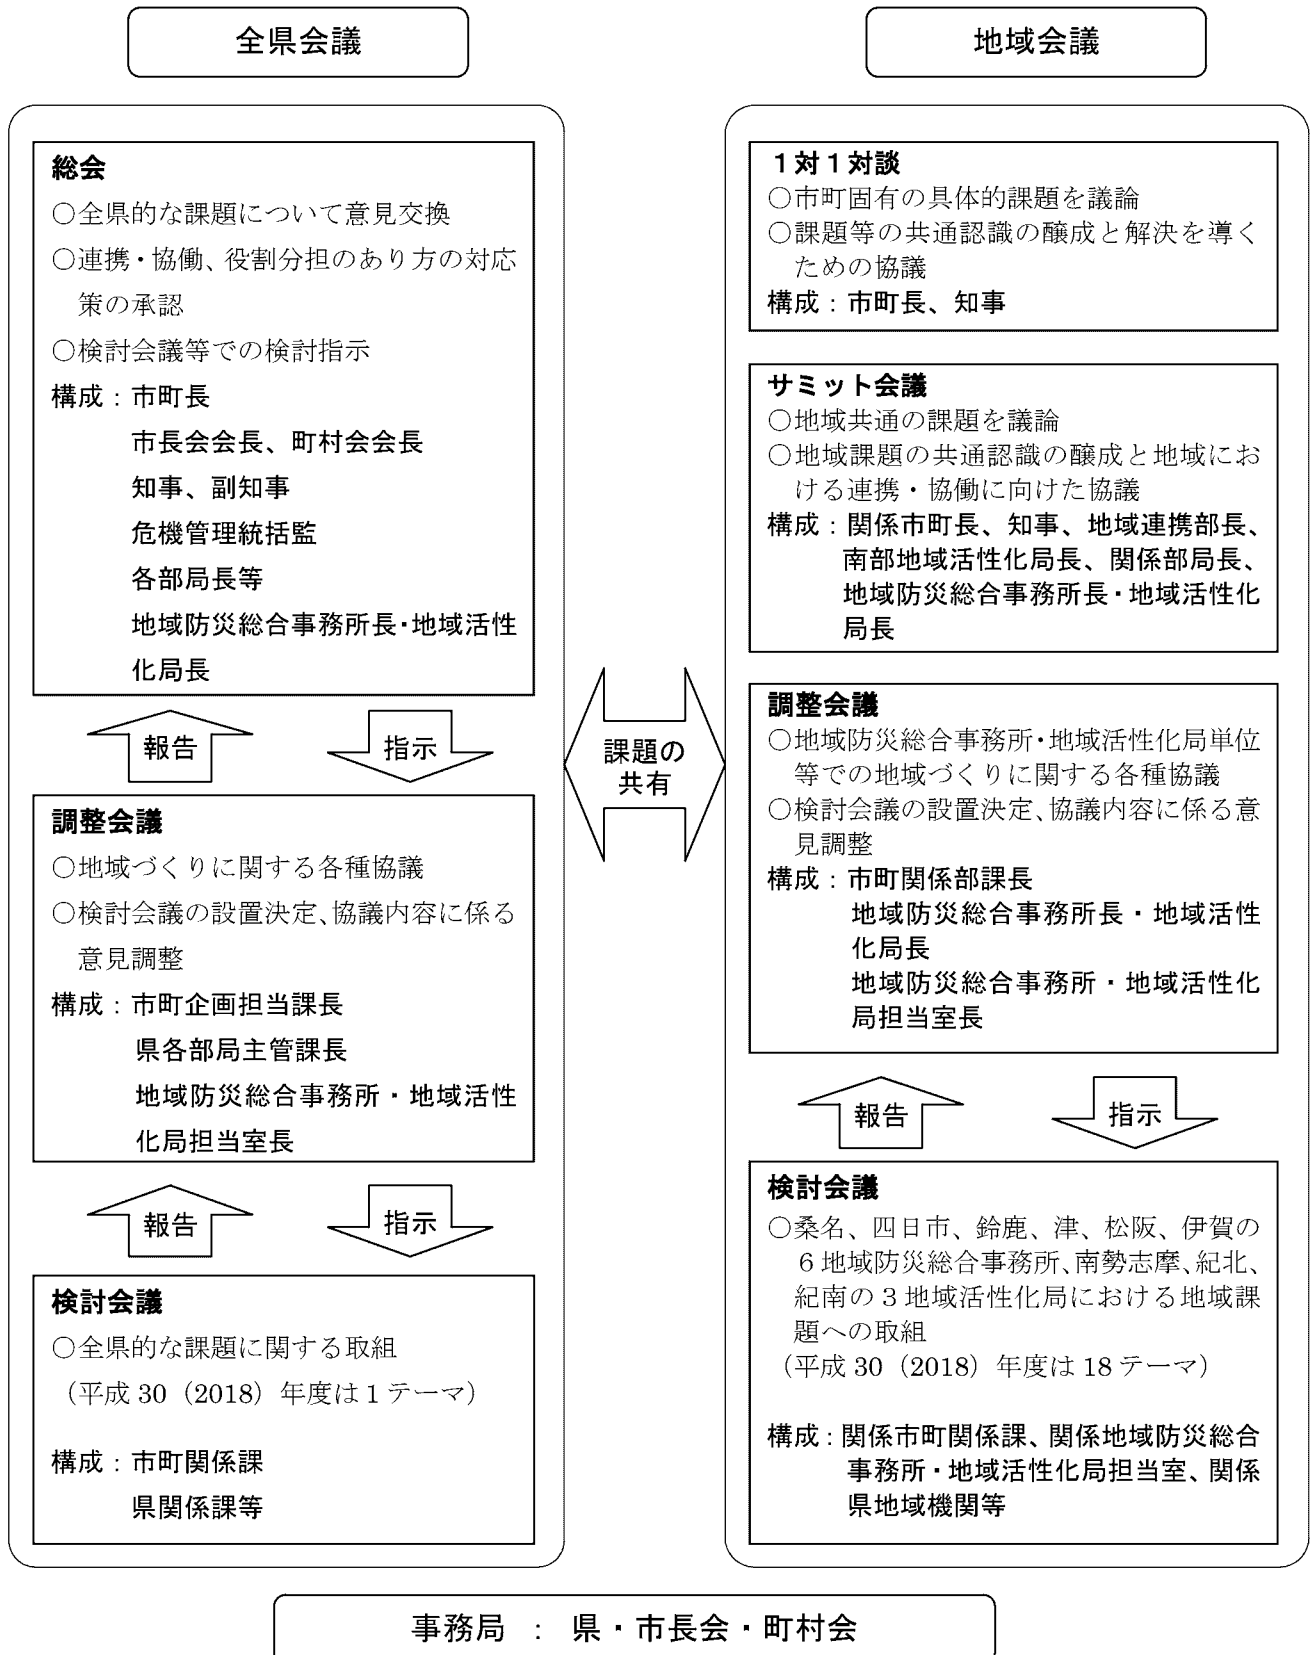 全県会議
総会
○全県的な課題について意見交換
○連携・協働、役割分担のあり方の対応
策の承認
○検討会議等での検討指示
構成：市町長
市長会会長、町村会会長
知事、副知事
危機管理統括監
各部局長等
地域防災総合事務所長・地域活性
化局長
報告
指示
調整会議
○地域づくりに関する各種協議
○検討会議の設置決定、協議内容に係る
意見調整
構成：市町企画担当課長
県各部局主管課長
地域防災総合事務所・地域活性
化局担当室長
報告
指示
検討会議
○全県的な課題に関する取組
（平成 30（2018）年度は 1 テーマ）
構成：市町関係課
県関係課等
課題の
共有
地域会議
１対１対談
○市町固有の具体的課題を議論
○課題等の共通認識の醸成と解決を導く
ための協議
構成：市町長、知事
サミット会議
○地域共通の課題を議論
○地域課題の共通認識の醸成と地域にお
ける連携・協働に向けた協議
構成：関係市町長、知事、地域連携部長、
南部地域活性化局長、関係部局長、
地域防災総合事務所長・地域活性化
局長
調整会議
○地域防災総合事務所・地域活性化局単位
等での地域づくりに関する各種協議
○検討会議の設置決定、協議内容に係る意
見調整
構成：市町関係部課長
地域防災総合事務所長・地域活性
化局長
地域防災総合事務所・地域活性化
局担当室長
報告
指示
検討会議
○桑名、四日市、鈴鹿、津、松阪、伊賀の
６地域防災総合事務所、南勢志摩、紀北、
紀南の３地域活性化局における地域課
題への取組
（平成 30（2018）年度は 18 テーマ）
構成：関係市町関係課、関係地域防災総合
事務所・地域活性化局担当室、関係
県地域機関等
事務局 ： 県・市長会・町村会